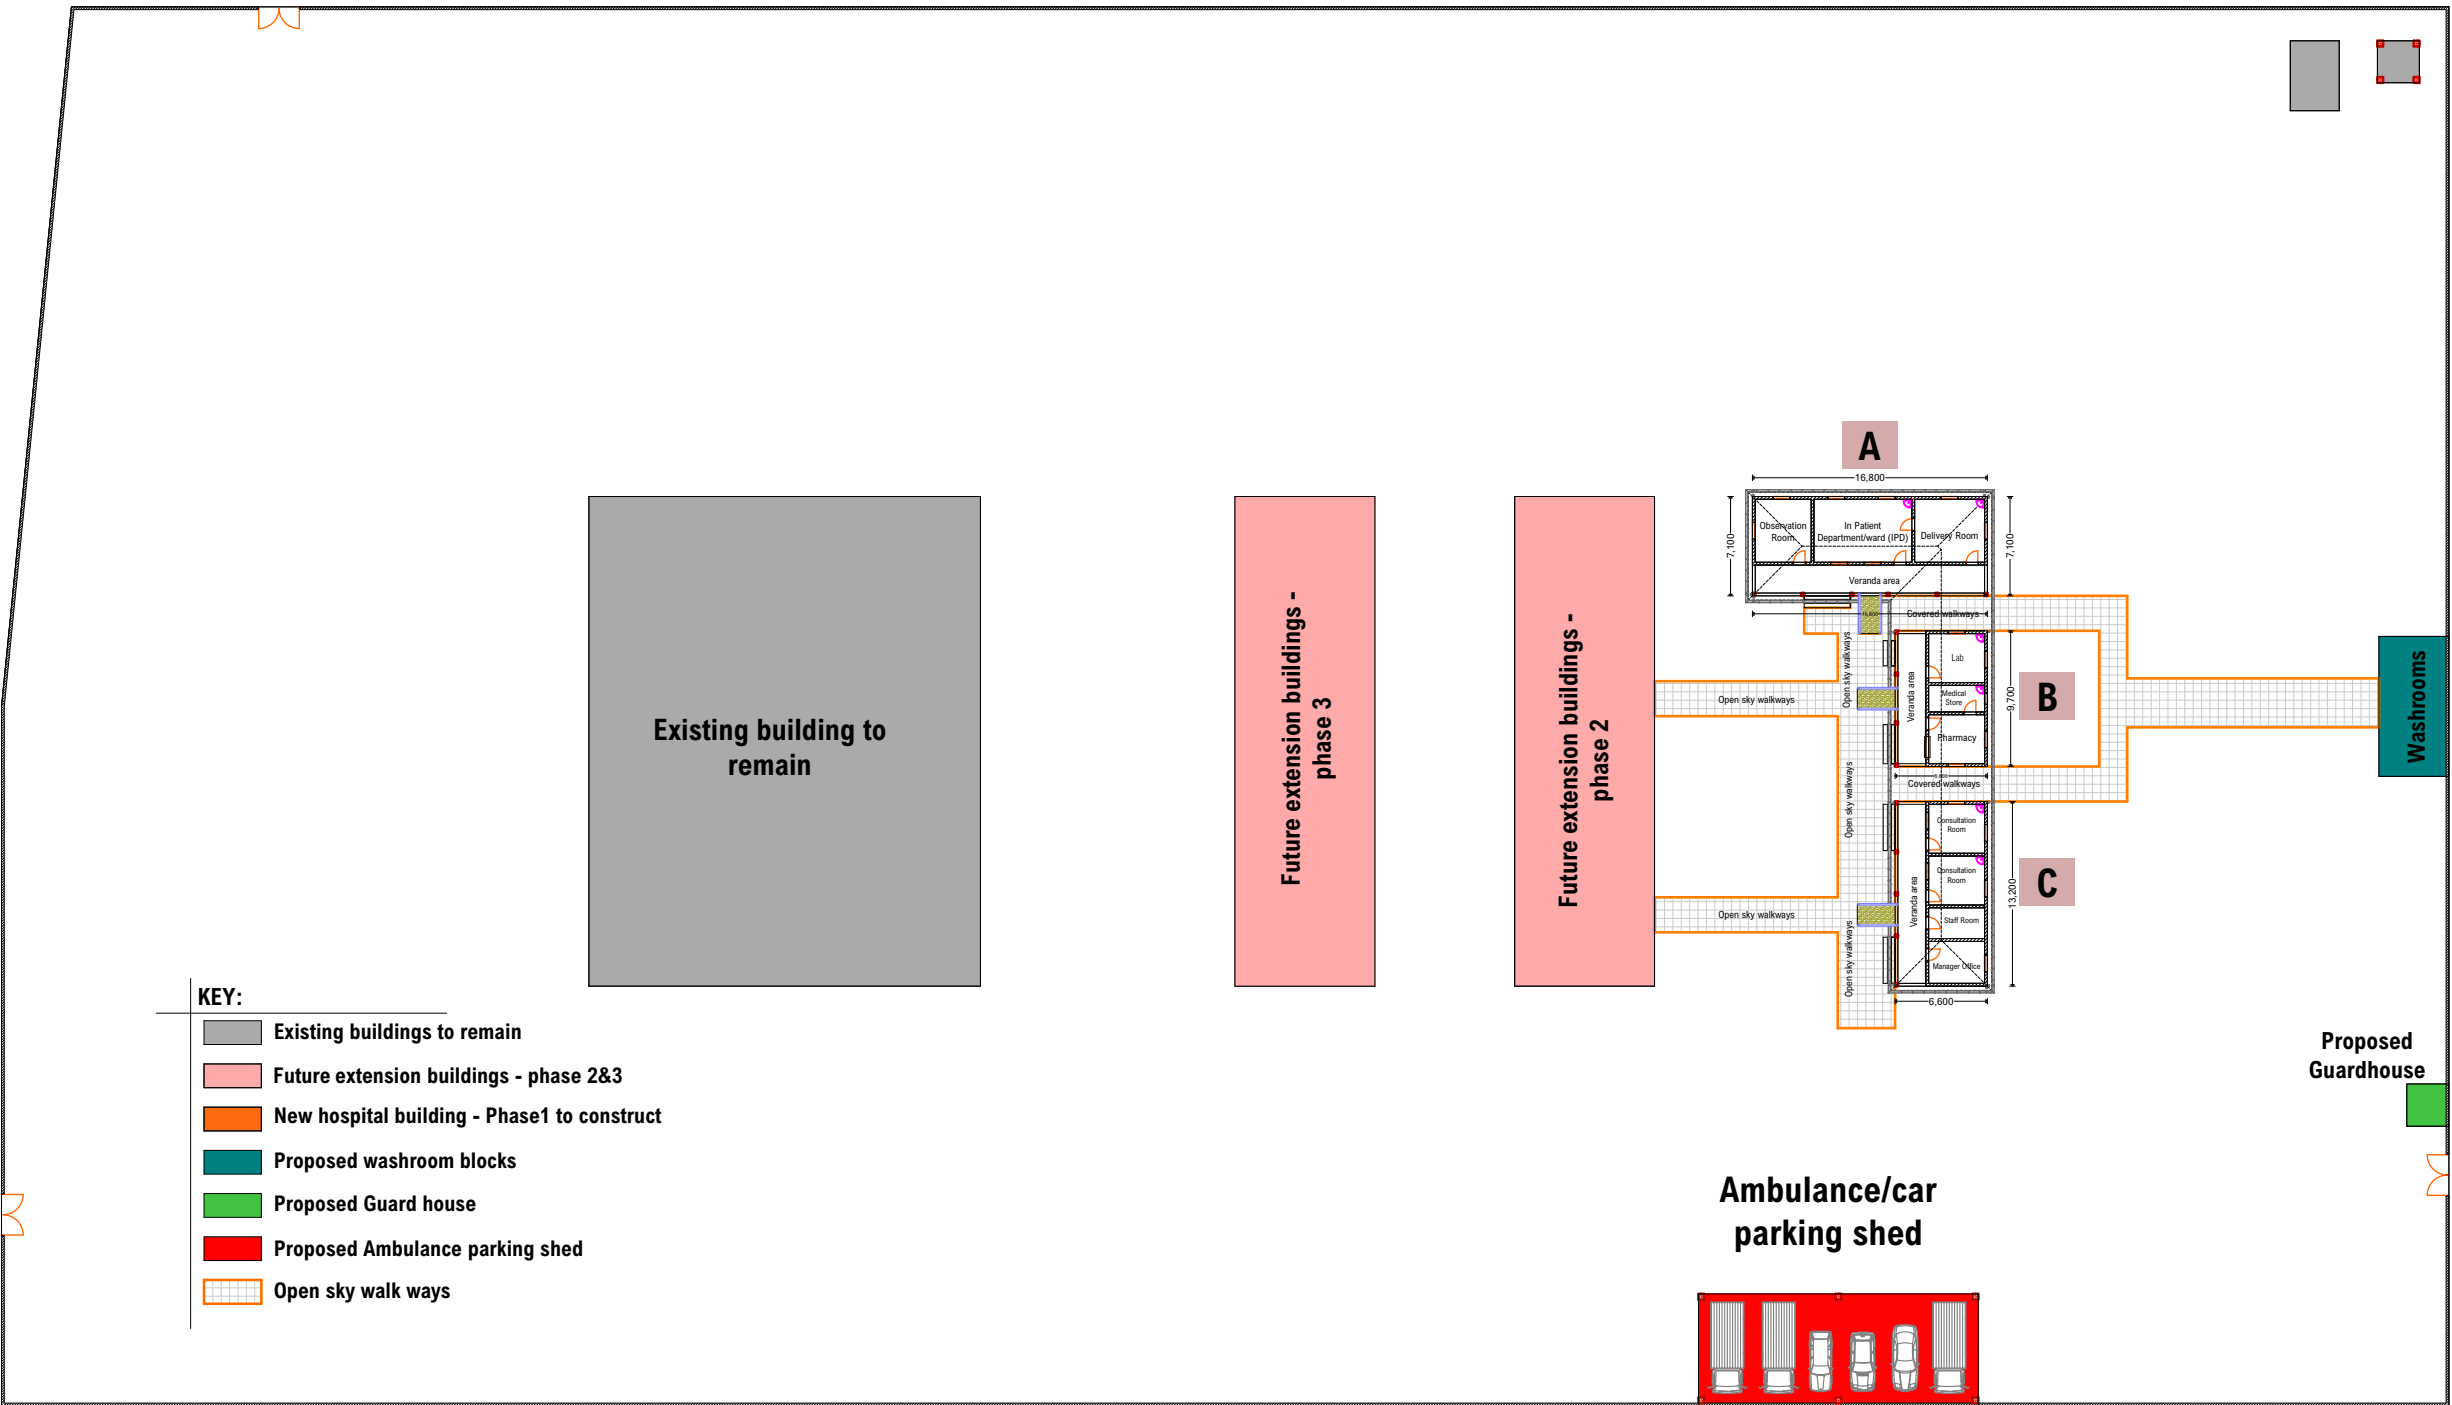 A
16,800
7,100
7,100
Observation
Room
In Patient
Department/ward (IPD)
Delivery Room
Veranda area
Covered walkways
Open sky walkways
Veranda area
Lab
Medical
Store
Pharmacy
9,700
B
Washrooms
Open sky walkways
Open sky walkways
Covered walkways
Consultation
Room
Consultation
Room
Staff Room
Manager Office
Veranda area
13,200
C
Open sky walkways
Open sky walkways
6,600
Existing building to
remain
Future extension buildings -
phase 3
Future extension buildings -
phase 2
Proposed
Guardhouse
Ambulance/car
parking shed
KEY:
Existing buildings to remain
Future extension buildings - phase 2&3
New hospital building - Phase1 to construct
Proposed washroom blocks
Proposed Guard house
Proposed Ambulance parking shed
Open sky walk ways